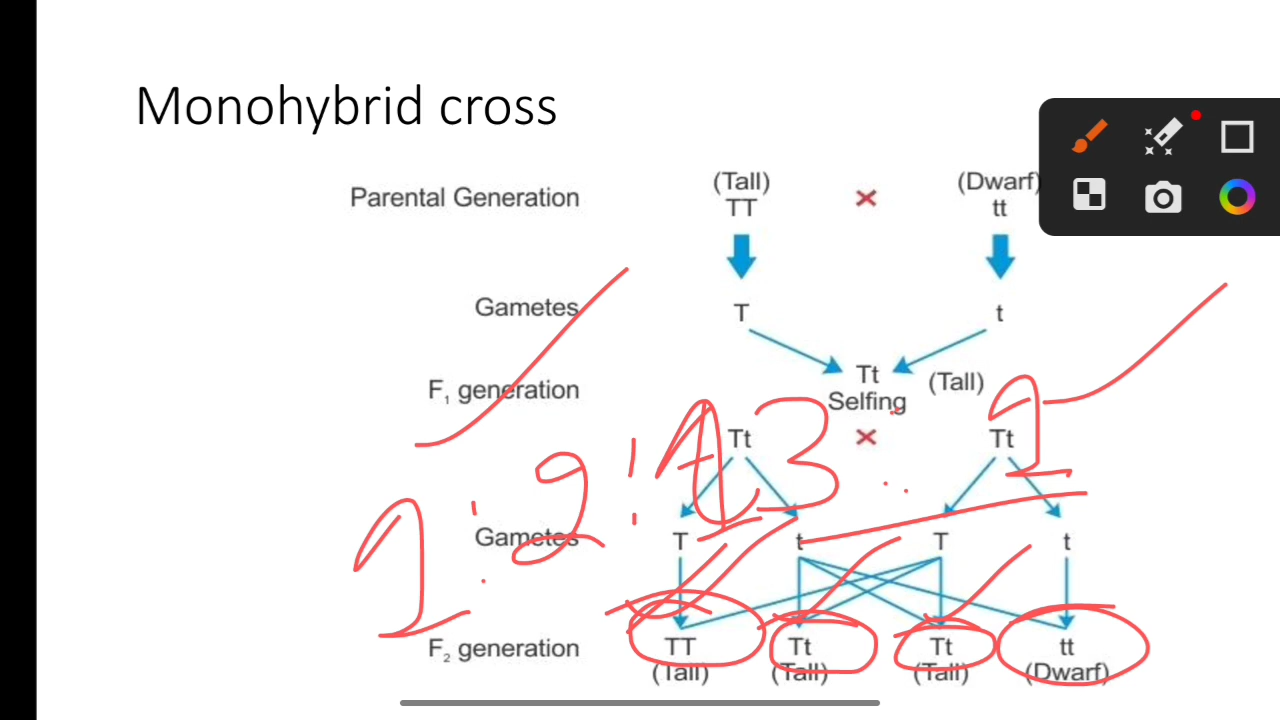 Monohybrid cross
(Tall) (Dwarf)
Parental Generation TT × tt
Gametes T t
F₁ generation Tt (Tall)
Selfing
Tt × Tt
1 : 2 : 1 3 : 1
Gametes T t T t
F₂ generation TT Tt Tt tt
(Tall) (Tall) (Tall) (Dwarf)